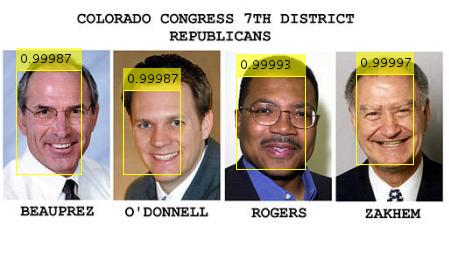 COLORADO CONGRESS 7TH DISTRICT
REPUBLICANS
0.99987
0.99987
0.99993
0.99997
BEAUPREZ
O'DONNELL
ROGERS
ZAKHEM